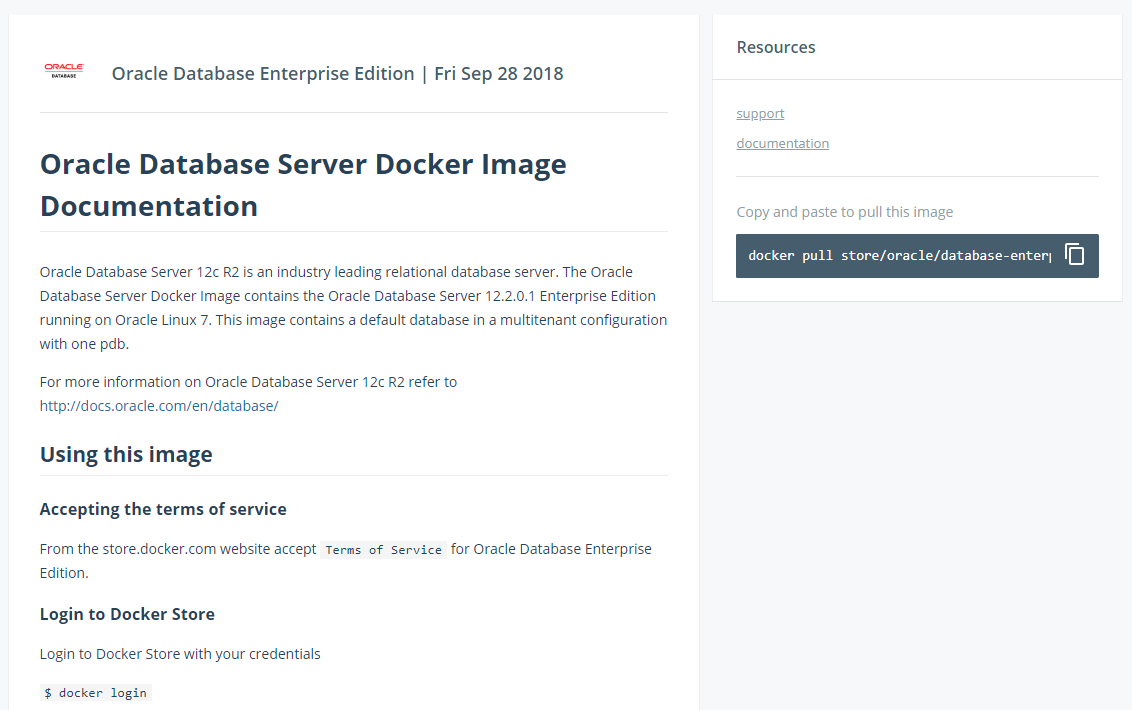 ORACLE
DATABASE
Oracle Database Enterprise Edition | Fri Sep 28 2018
Oracle Database Server Docker Image
Documentation
Oracle Database Server 12c R2 is an industry leading relational database server. The Oracle
Database Server Docker Image contains the Oracle Database Server 12.2.0.1 Enterprise Edition
running on Oracle Linux 7. This image contains a default database in a multitenant configuration
with one pdb.
For more information on Oracle Database Server 12c R2 refer to
http://docs.oracle.com/en/database/
Using this image
Accepting the terms of service
From the store.docker.com website accept Terms of Service for Oracle Database Enterprise
Edition.
Login to Docker Store
Login to Docker Store with your credentials
$ docker login
Resources
support
documentation
Copy and paste to pull this image
docker pull store/oracle/database-enter